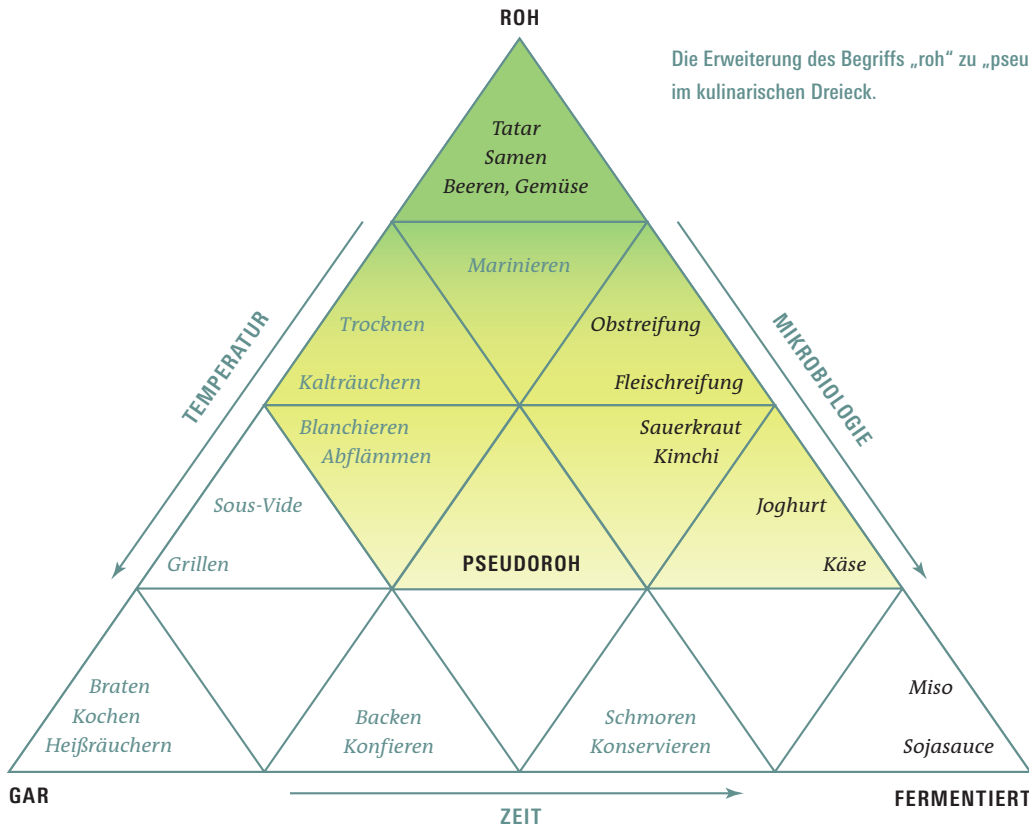 ROH
Die Erweiterung des Begriffs „roh“ zu „pseu
im kulinarischen Dreieck.
Tatar
Samen
Beeren, Gemüse
Marinieren
TEMPERATUR
MIKROBIOLOGIE
Trocknen
Obstreifung
Kalträuchern
Fleischreifung
Blanchieren
Abflämmen
Sauerkraut
Kimchi
Sous-Vide
Joghurt
Grillen
PSEUDOROH
Käse
Braten
Kochen
Heißräuchern
Backen
Konfieren
Schmoren
Konservieren
Miso
Sojasauce
GAR
ZEIT
FERMENTIERT